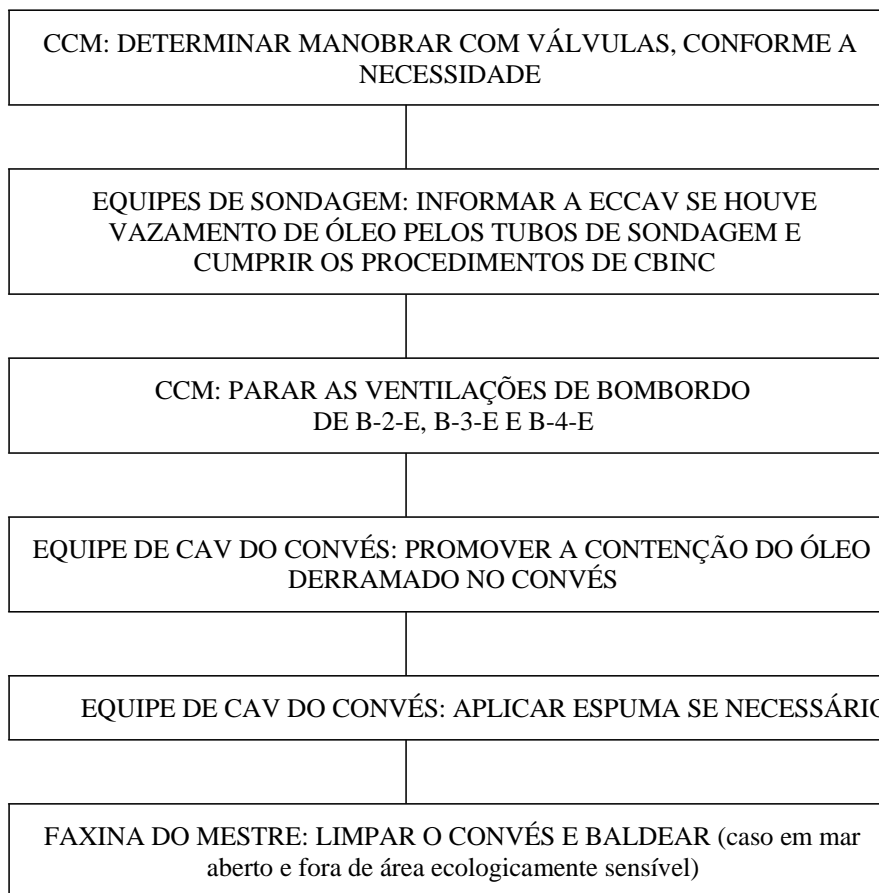 CCM: DETERMINAR MANOBRAR COM VÁLVULAS, CONFORME A
NECESSIDADE
EQUIPES DE SONDAGEM: INFORMAR A ECCAV SE HOUVE
VAZAMENTO DE ÓLEO PELOS TUBOS DE SONDAGEM E
CUMPRIR OS PROCEDIMENTOS DE CBINC
CCM: PARAR AS VENTILAÇÕES DE BOMBORDO
DE B-2-E, B-3-E E B-4-E
EQUIPE DE CAV DO CONVÉS: PROMOVER A CONTENÇÃO DO ÓLEO
DERRAMADO NO CONVÉS
EQUIPE DE CAV DO CONVÉS: APLICAR ESPUMA SE NECESSÁRIO
FAXINA DO MESTRE: LIMPAR O CONVÉS E BALDEAR (caso em mar
aberto e fora de área ecologicamente sensível)